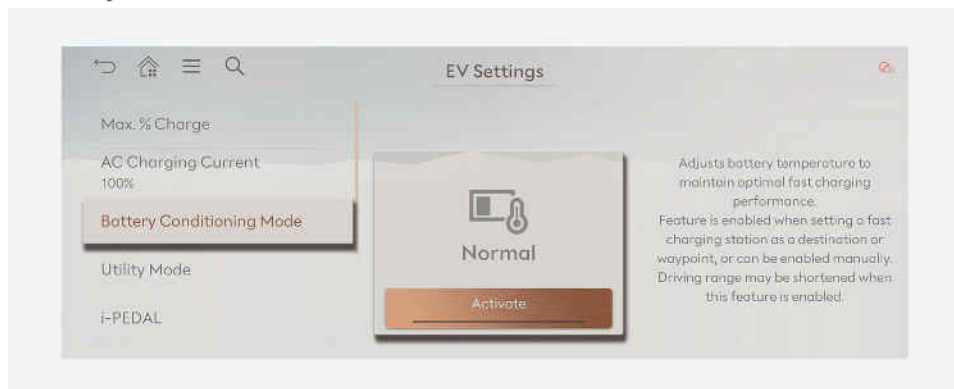 EV Settings
Max. % Charge
AC Charging Current
100%
Battery Conditioning Mode
Utility Mode
i-PEDAL
Normal
Activate
Adjusts battery temperature to
maintain optimal fast charging
performance.
Feature is enabled when setting a fast
charging station as a destination or
waypoint, or can be enabled manually.
Driving range may be shortened when
this feature is enabled.